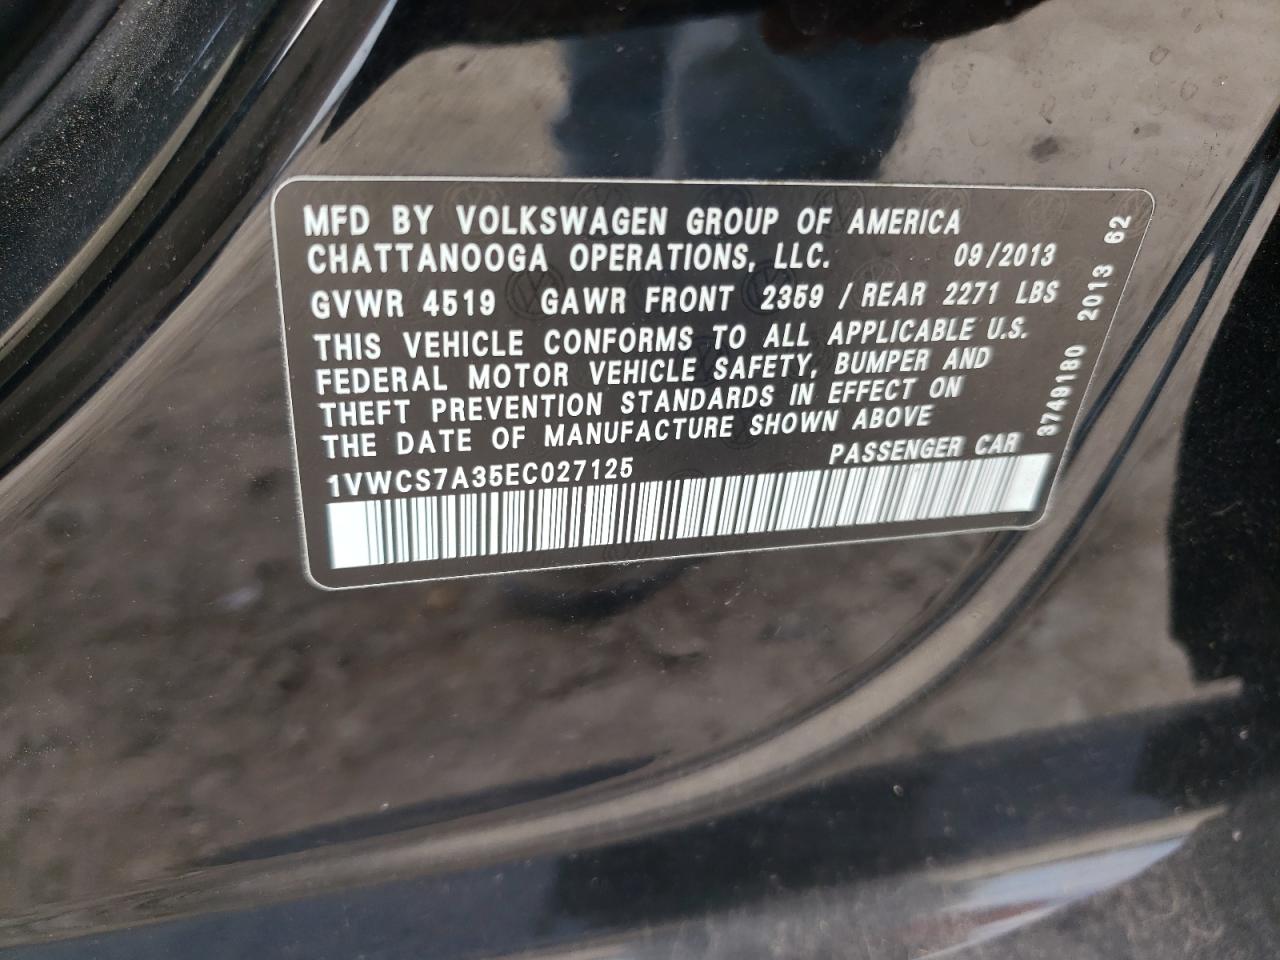 MFD BY VOLKSWAGEN GROUP OF AMERICA
CHATTANOOGA OPERATIONS, LLC. 09/2013
GVWR 4519 GAWR FRONT 2359 / REAR 2271 LBS
THIS VEHICLE CONFORMS TO ALL APPLICABLE U.S.
FEDERAL MOTOR VEHICLE SAFETY, BUMPER AND
THEFT PREVENTION STANDARDS IN EFFECT ON
THE DATE OF MANUFACTURE SHOWN ABOVE
1VWCS7A35EC027125 PASSENGER CAR
3749180 2013 62